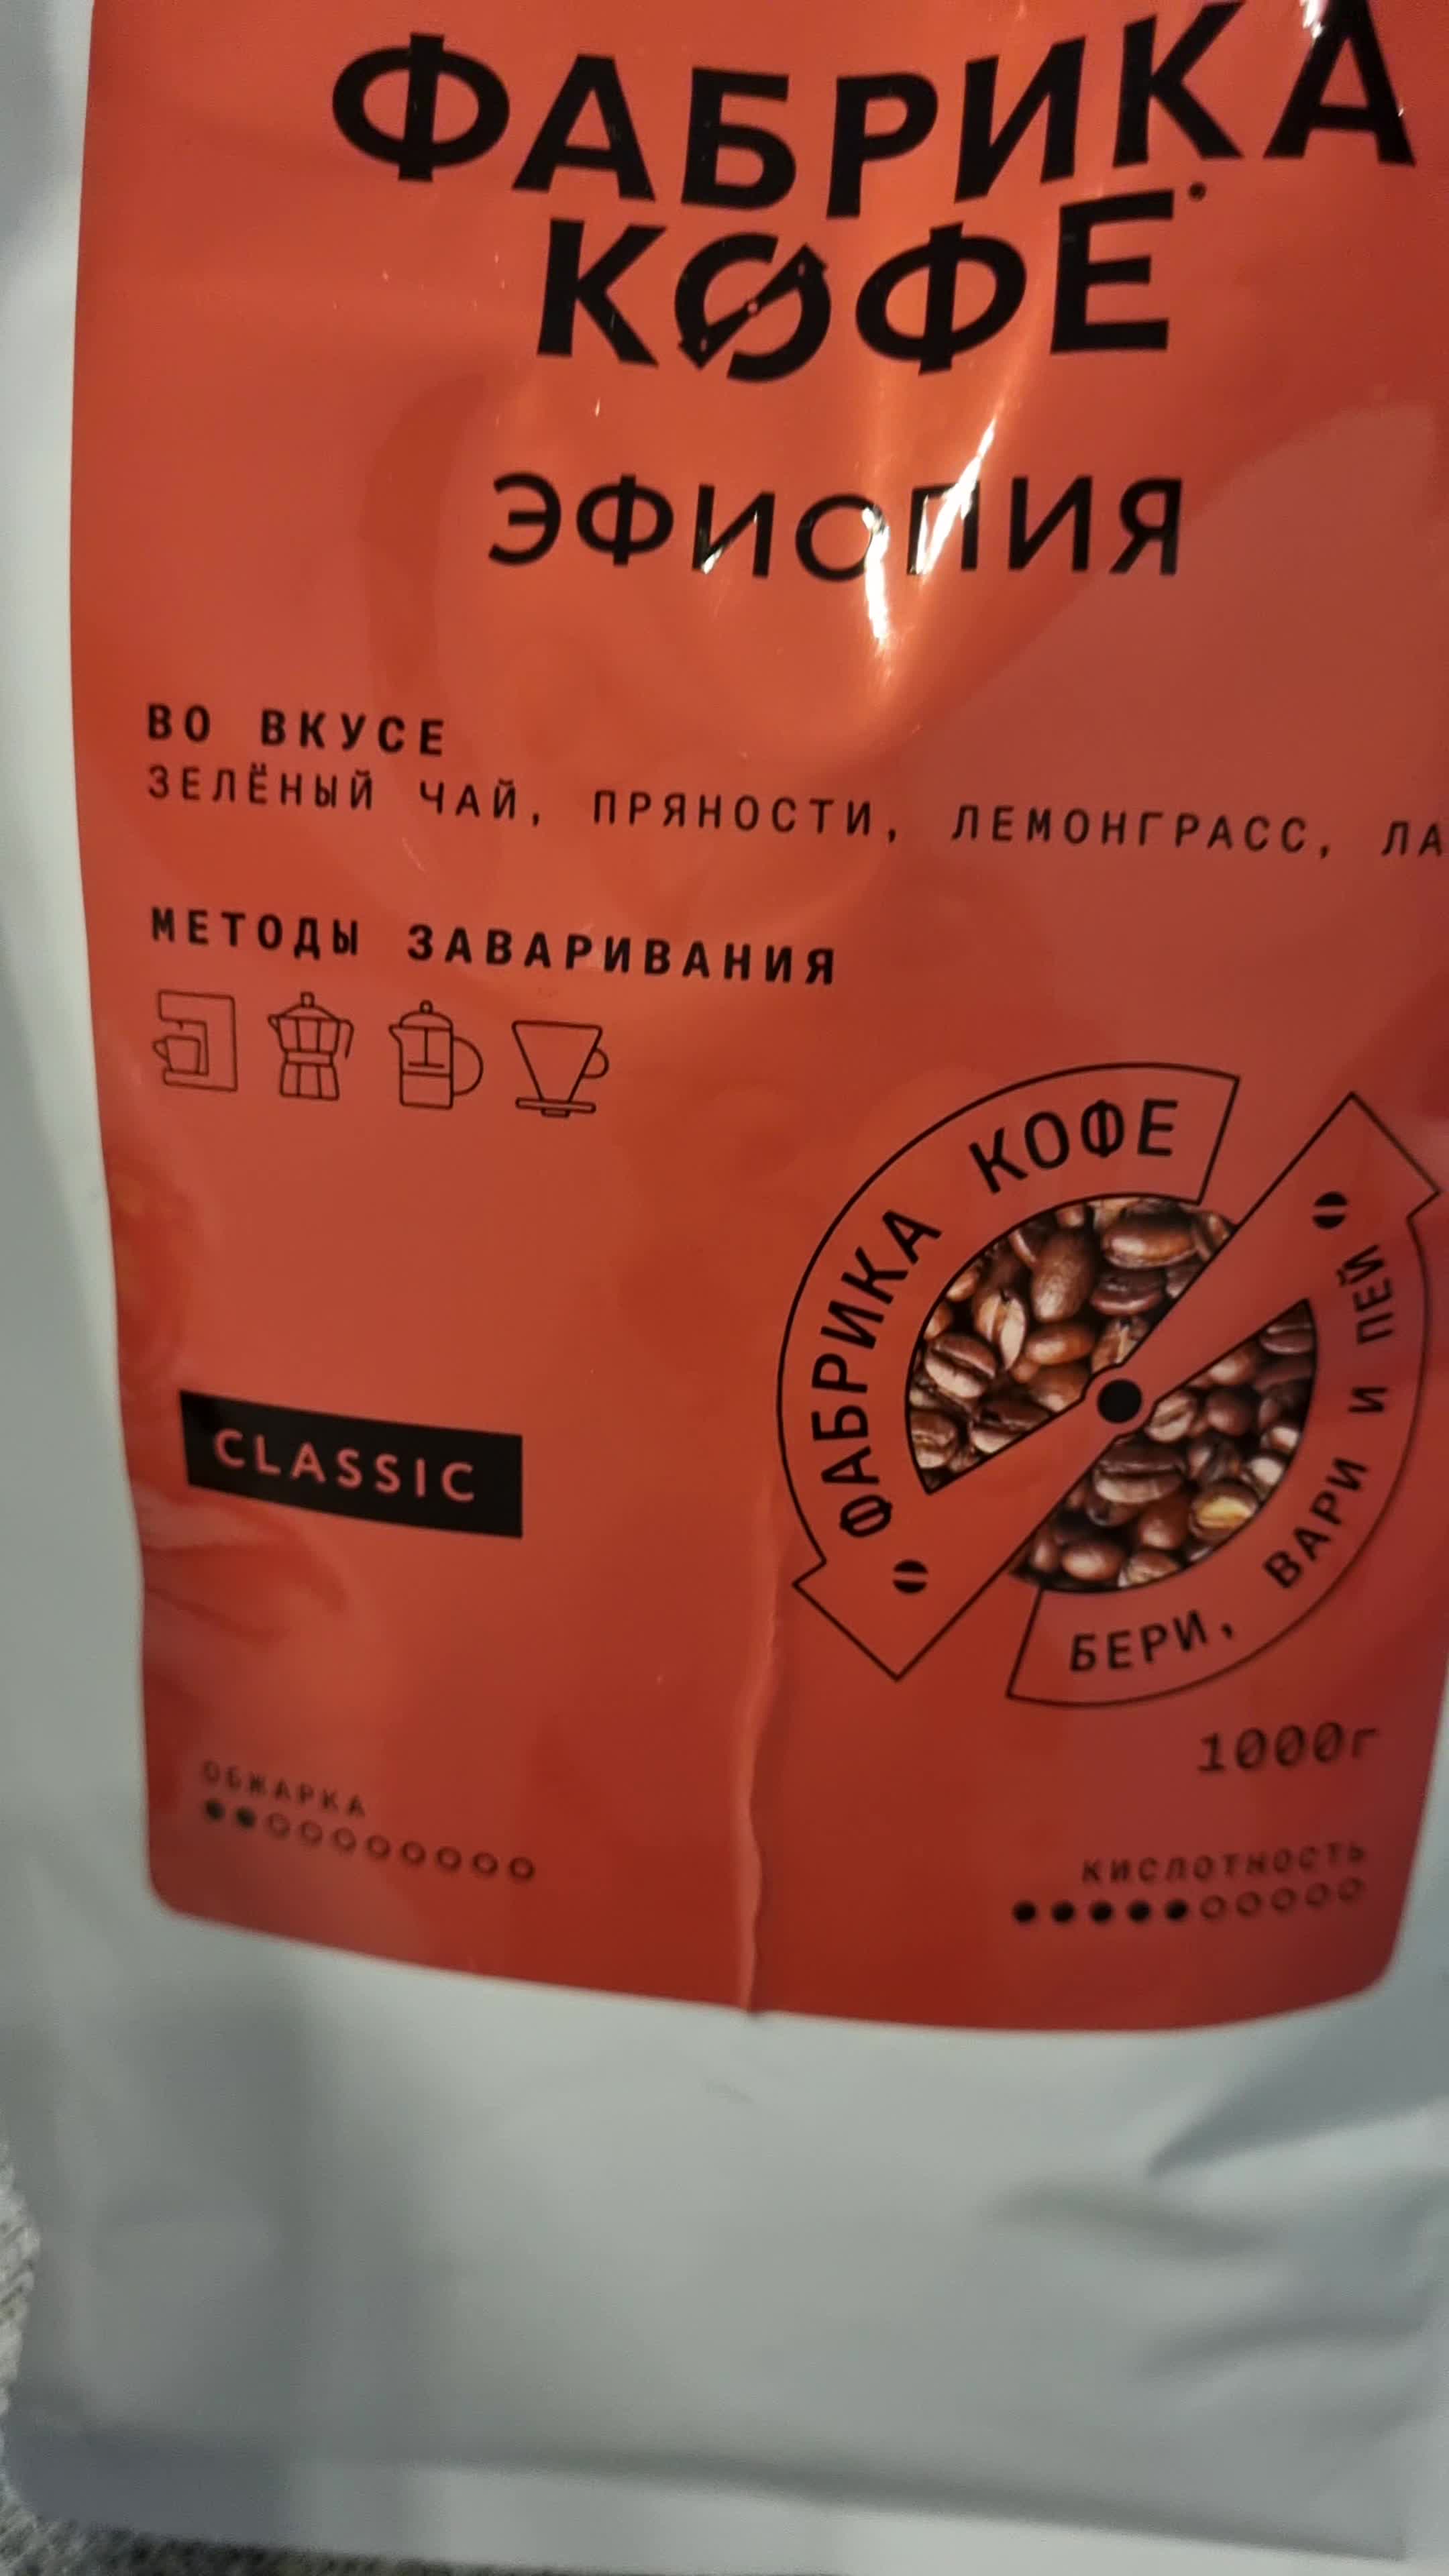 ФАБРИКА
КОФЕ
ЭФИОПИЯ
ВО ВКУСЕ
ЗЕЛЁНЫЙ ЧАЙ, ПРЯНОСТИ, ЛЕМОНГРАСС, ЛА
МЕТОДЫ ЗАВАРИВАНИЯ
ФАБРИКА КОФЕ
БЕРИ, ВАРИ И ПЕЙ
CLASSIC
1000г
ОБЖАРКА
КИСЛОТНОСТЬ